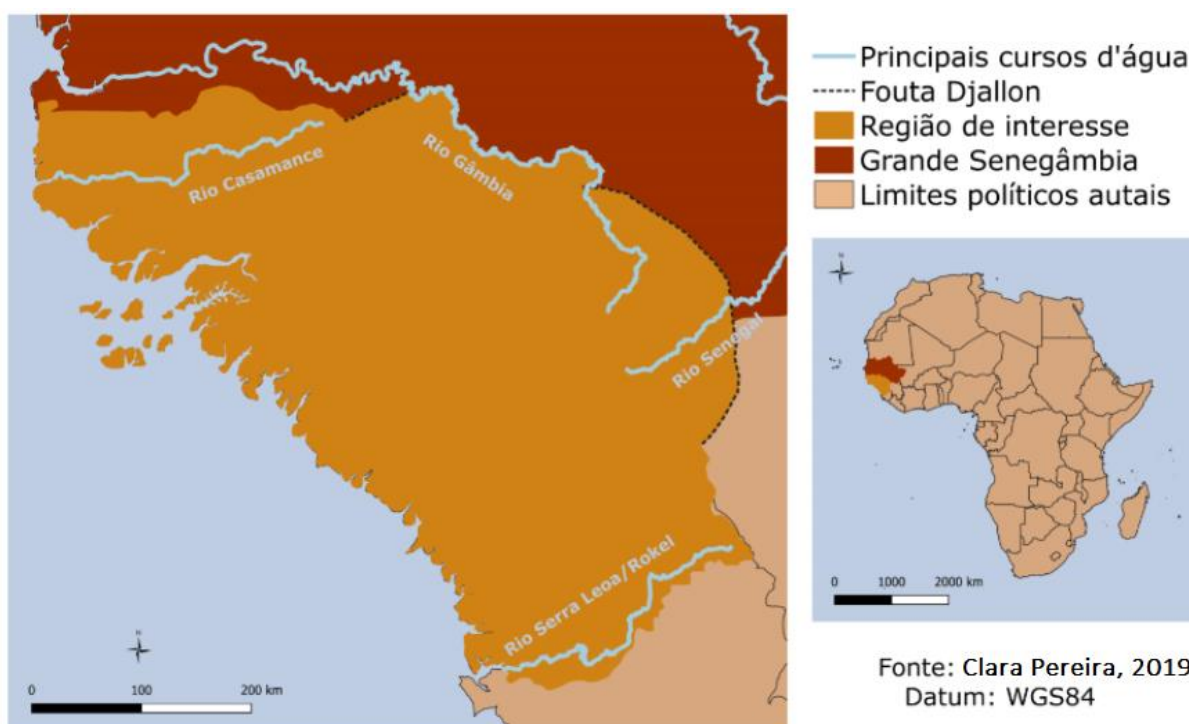 Rio Casamance
Rio Gâmbia
Rio Senegal
Rio Serra Leoa/Rokel
N
0 100 200 km
Principais cursos d'água
Fouta Djallon
Região de interesse
Grande Senegâmbia
Limites políticos autais
N
0 1000 2000 km
Fonte: Clara Pereira, 2019
Datum: WGS84